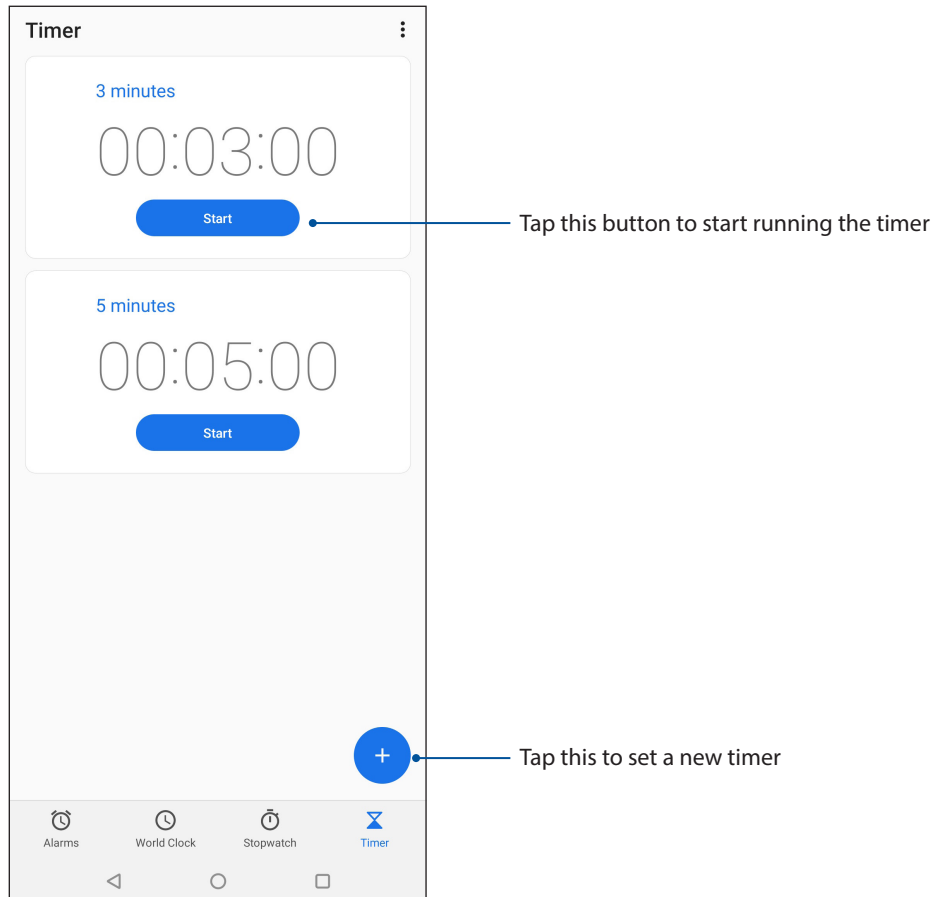 Timer
3 minutes
00:03:00
Start
Tap this button to start running the timer
5 minutes
00:05:00
Start
+
Tap this to set a new timer
Alarms
World Clock
Stopwatch
Timer